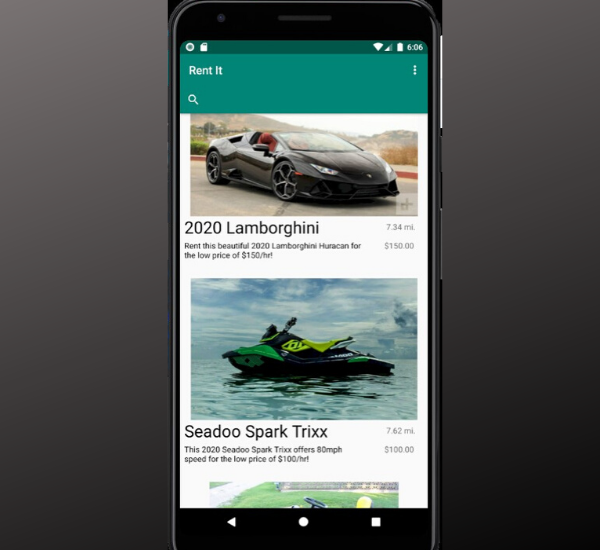 6:06
Rent It
2020 Lamborghini
7.34 mi.
Rent this beautiful 2020 Lamborghini Huracan for
the low price of $150/hr!
$150.00
Seadoo Spark Trixx
7.62 mi.
This 2020 Seadoo Spark Trixx offers 80mph
speed for the low price of $100/hr!
$100.00